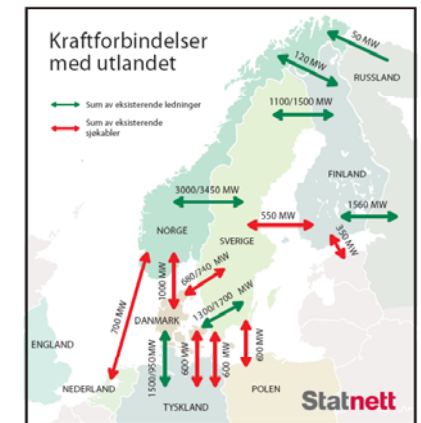 Kraftforbindelser
med utlandet
Sum av eksisterende ledninger
Sum av eksisterende
sjøkabler
50 MW
120 MW
RUSSLAND
1100/1500 MW
FINLAND
3000/3450 MW
1560 MW
550 MW
NORGE
SVERIGE
350 MW
680/740 MW
1000 MW
700 MW
1300/1700 MW
DANMARK
ENGLAND
1500/950 MW
600 MW
600 MW
600 MW
NEDERLAND
POLEN
TYSKLAND
Statnett